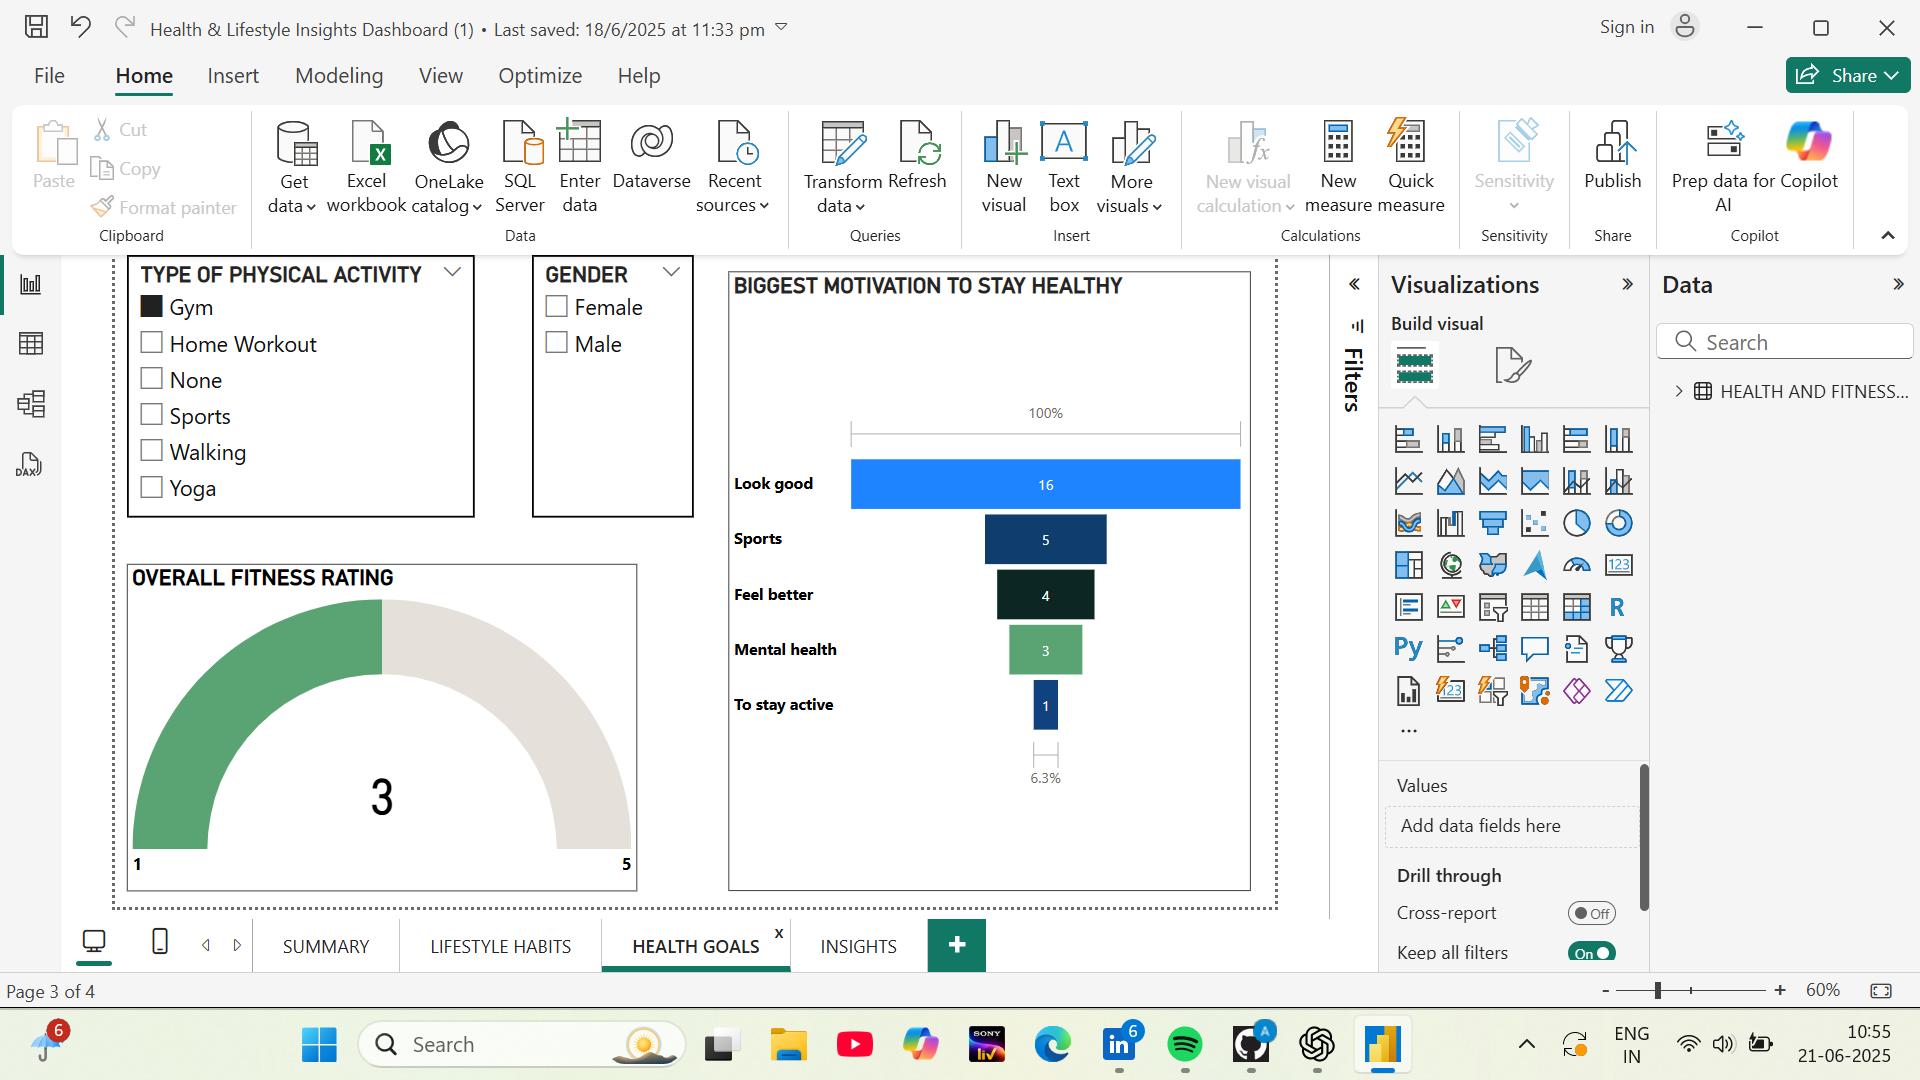 Health & Lifestyle Insights Dashboard (1) • Last saved: 18/6/2025 at 11:33 pm
Sign in
File
Home
Insert
Modeling
View
Optimize
Help
Share
Paste
Cut
Copy
Format painter
Clipboard
Get data
Excel workbook
OneLake catalog
SQL Server
Enter data
Dataverse
Recent sources
Data
Transform data
Refresh
Queries
New visual
Text box
More visuals
Insert
New visual calculation
New measure
Quick measure
Calculations
Sensitivity
Sensitivity
Publish
Share
Prep data for AI
Copilot
Copilot
DAX
TYPE OF PHYSICAL ACTIVITY
Gym
Home Workout
None
Sports
Walking
Yoga
GENDER
Female
Male
OVERALL FITNESS RATING
3
1
5
BIGGEST MOTIVATION TO STAY HEALTHY
100%
Look good
16
Sports
5
Feel better
4
Mental health
3
To stay active
1
6.3%
Filters
Visualizations
Build visual
123
R
Py
123
...
Values
Add data fields here
Drill through
Cross-report
Off
Keep all filters
On
Data
Search
HEALTH AND FITNESS...
SUMMARY
LIFESTYLE HABITS
HEALTH GOALS
x
INSIGHTS
+
Page 3 of 4
- + 60%
6
Search
SONY
liv
in
6
A
ENG
IN
10:55
21-06-2025